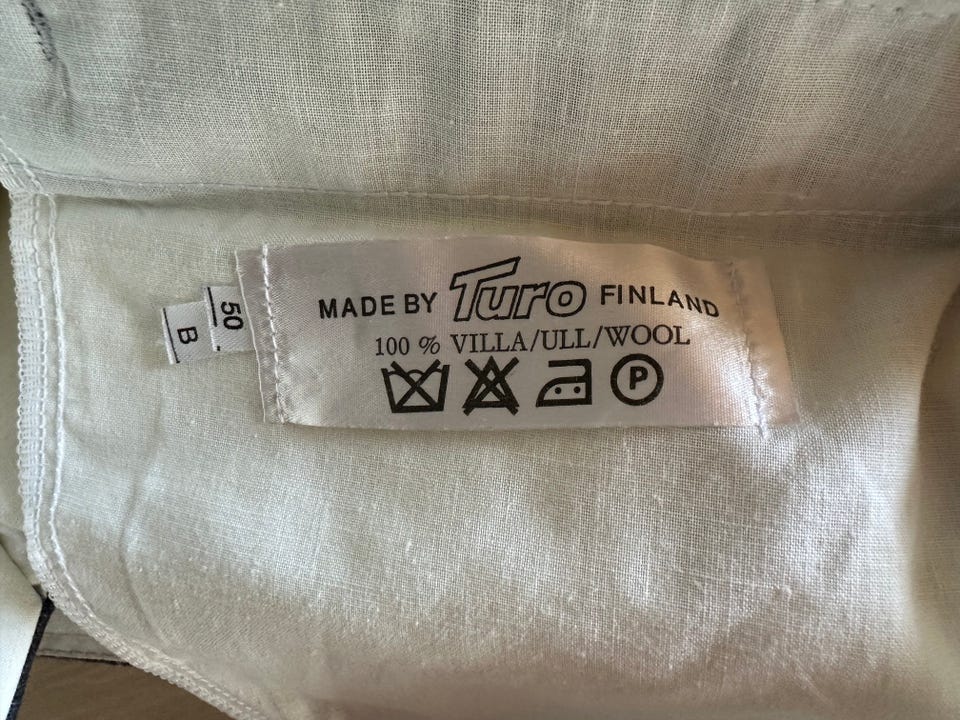 MADE BY Turo FINLAND
100 % VILLA/ULL/WOOL
P
50
B